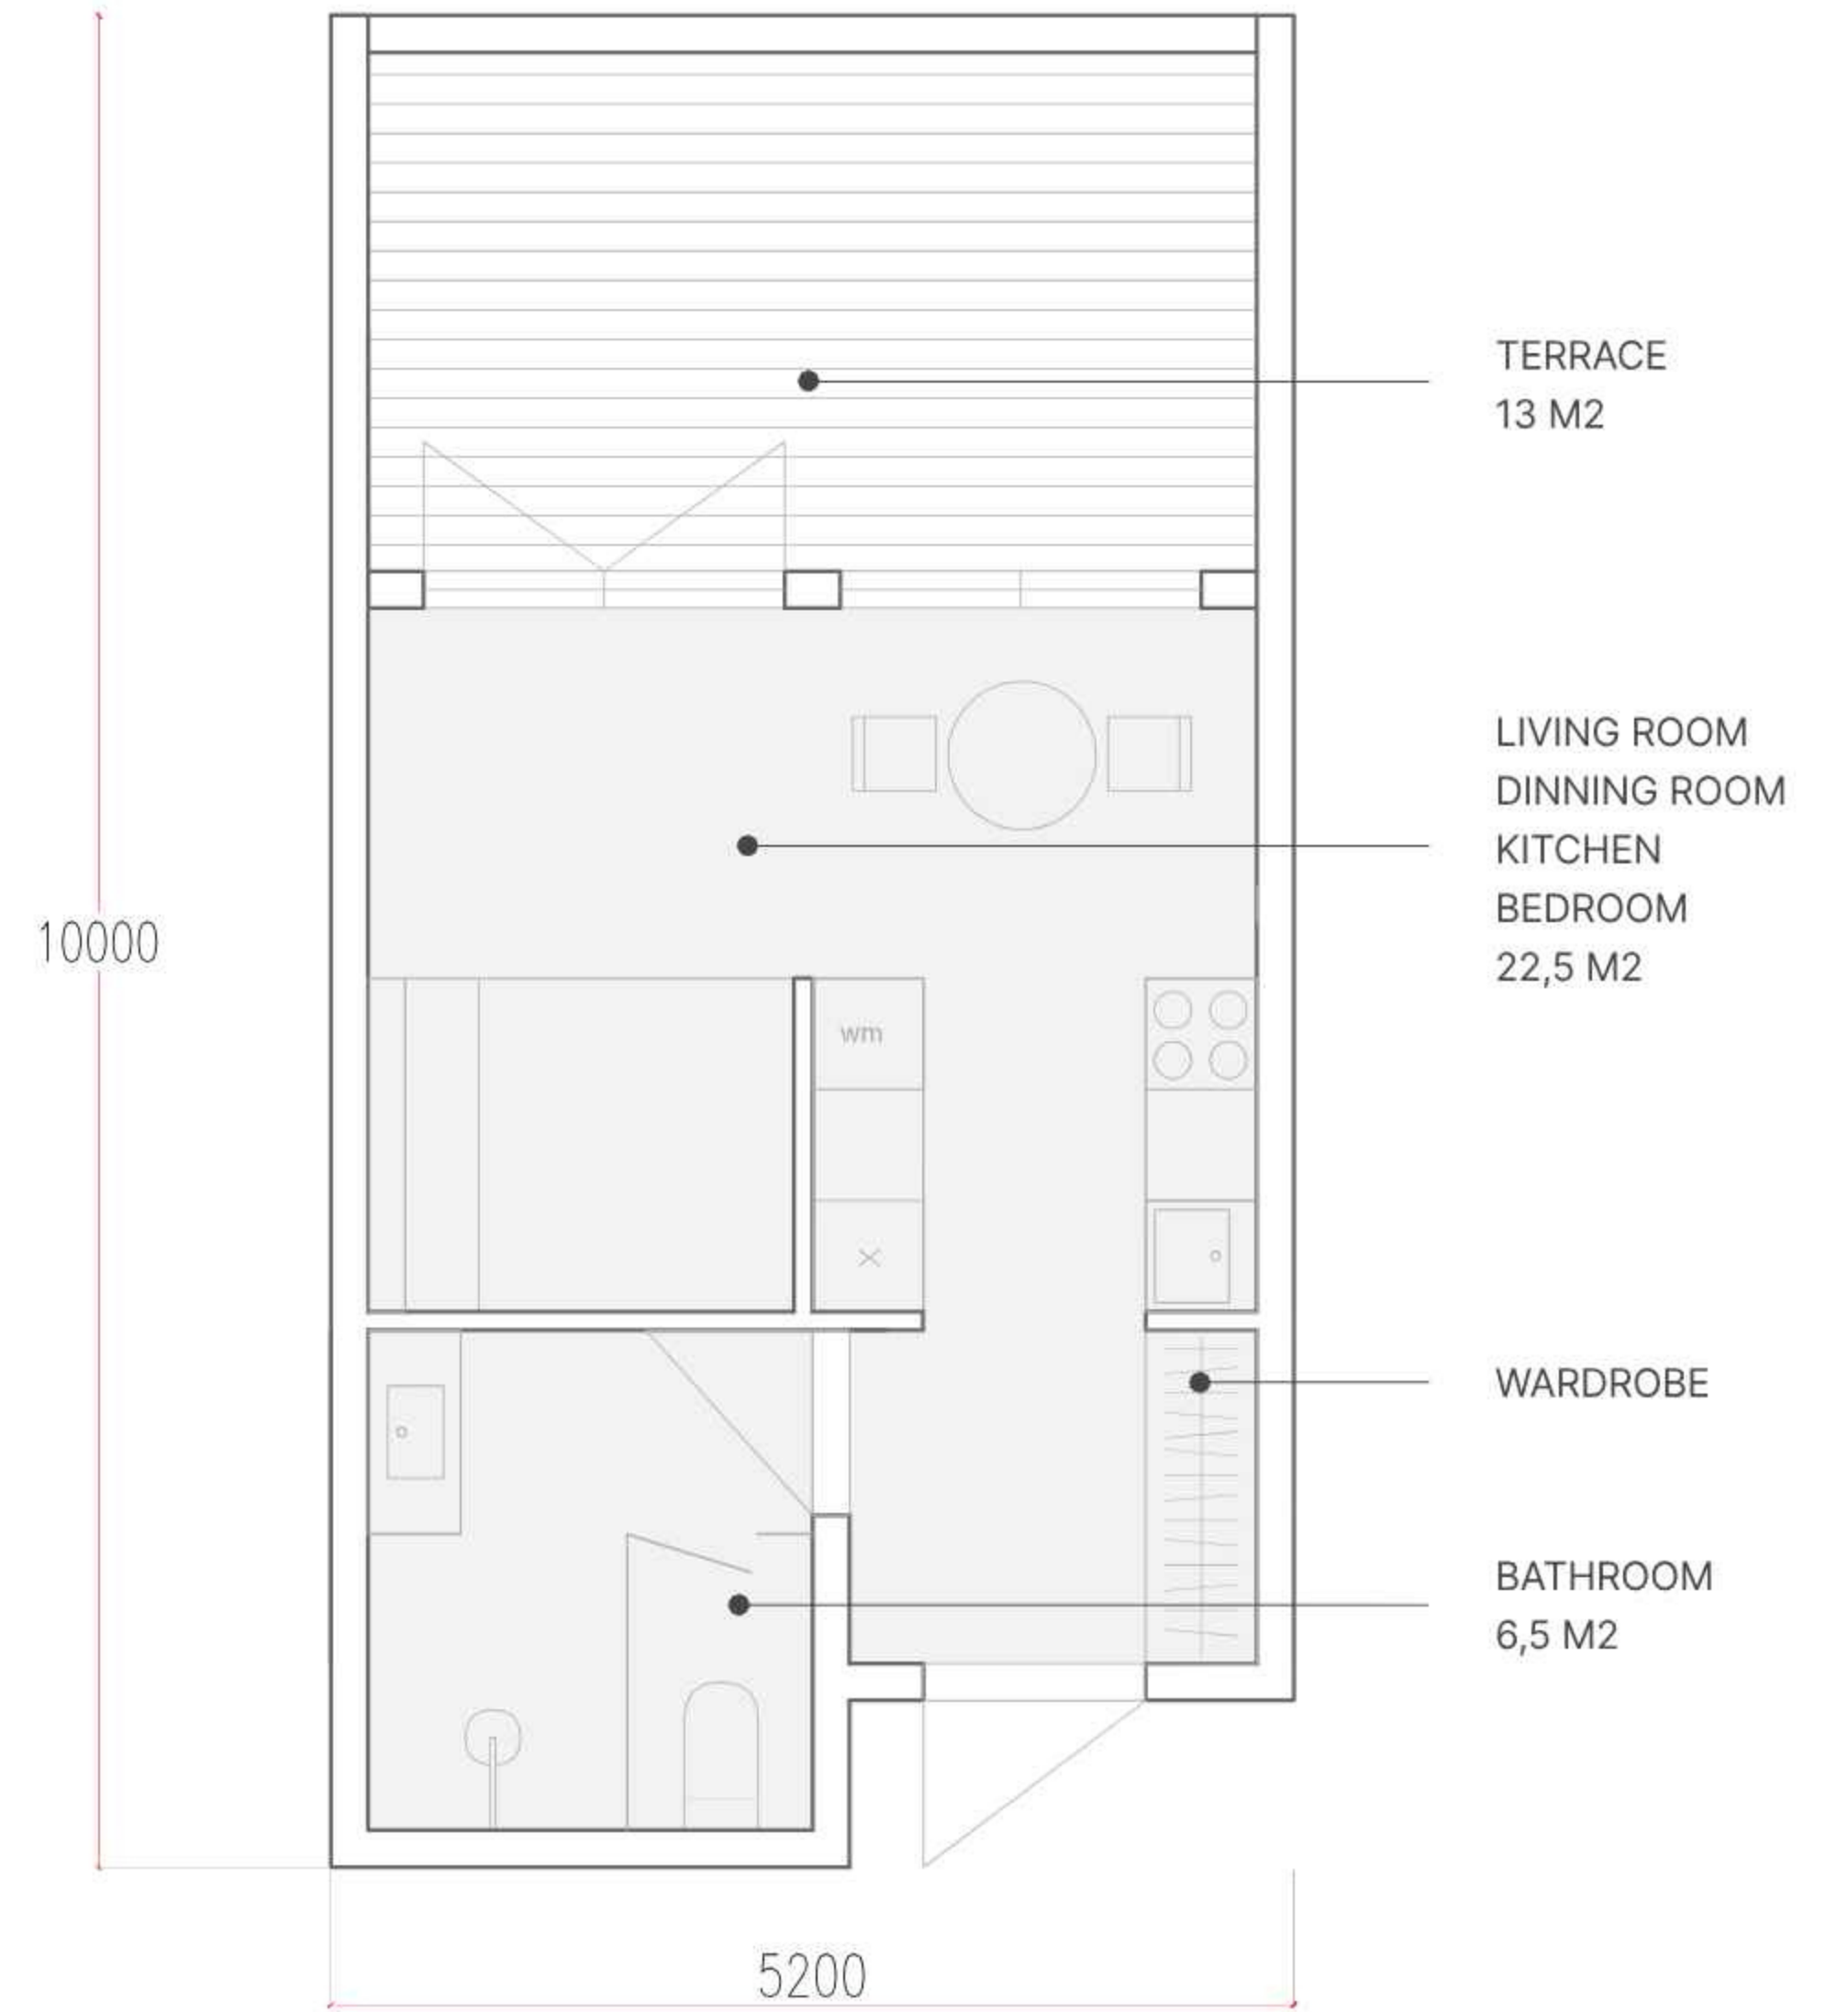 TERRACE
13 M2
LIVING ROOM
DINNING ROOM
KITCHEN
BEDROOM
22,5 M2
10000
wm
X
WARDROBE
BATHROOM
6,5 M2
5200